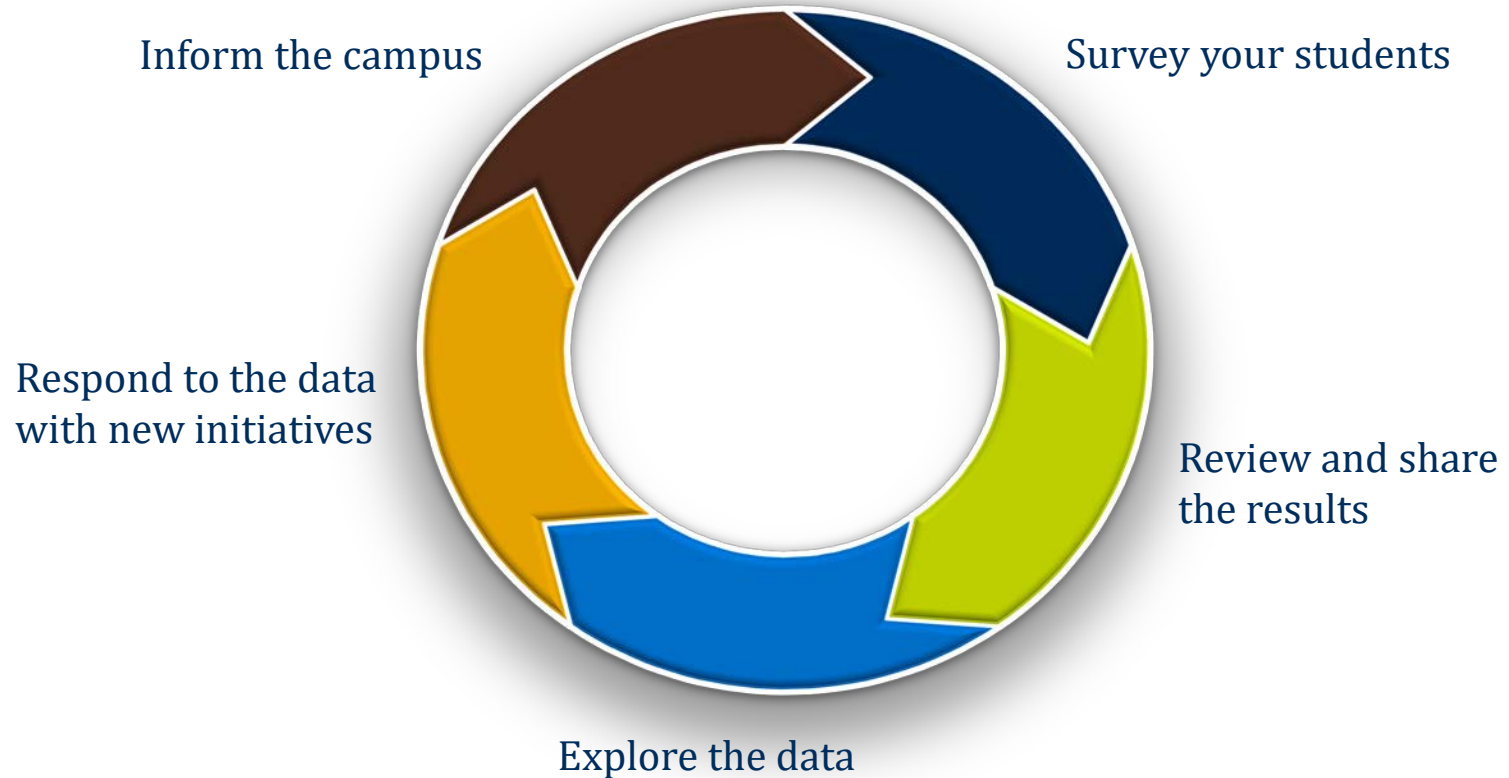 Inform the campus
Survey your students
Respond to the data
with new initiatives
Review and share
the results
Explore the data